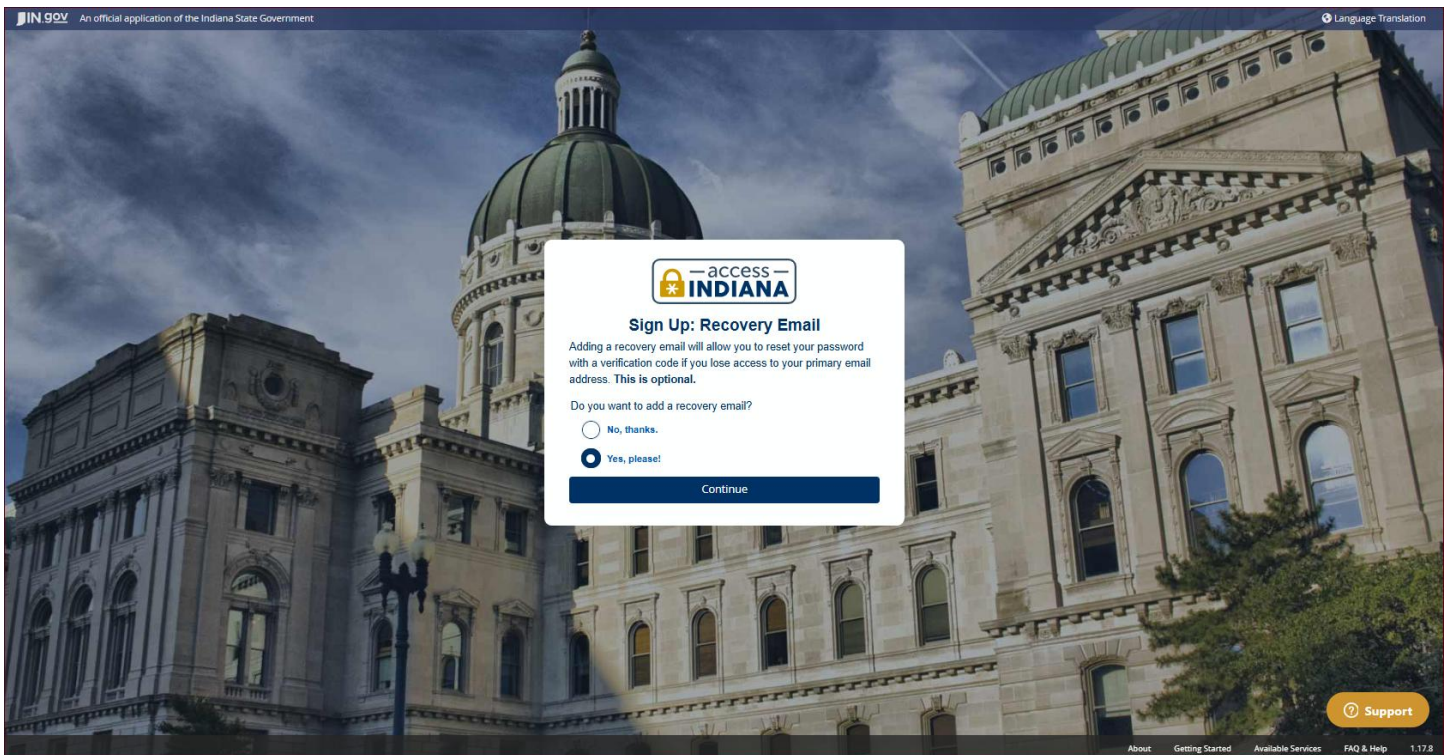 IN.gov An official application of the Indiana State Government
Language Translation
access
INDIANA
Sign Up: Recovery Email
Adding a recovery email will allow you to reset your password
with a verification code if you lose access to your primary email
address. This is optional.
Do you want to add a recovery email?
No, thanks.
Yes, please!
Continue
Support
About Getting Started Available Services FAQ & Help 1.17.8